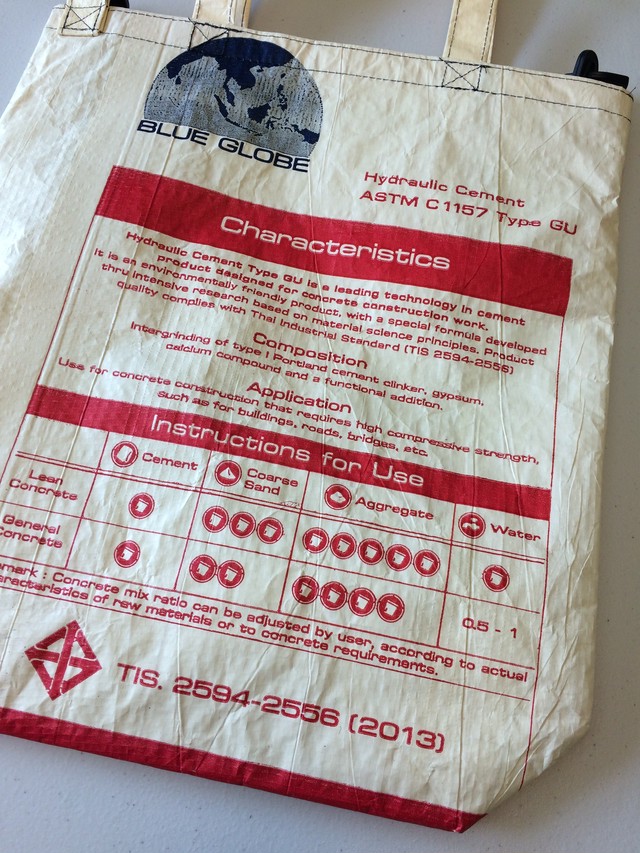 BLUE GLOBE
Hydraulic Cement
ASTM C 1157 Type GU
Characteristics
Hydraulic Cement Type GU is a leading technology in cement
product designed for concrete construction work.
It is an environmentally friendly product, with a special formula developed
thru intensive research based on material science principles. Product
quality complies with Thai Industrial Standard (TIS 2594-2556)
Composition
Intergrinding of type I Portland cement clinker, gypsum,
calcium compound and a functional addition.
Application
Use for concrete construction that requires high compressive strength,
such as for buildings, roads, bridges, etc.
Instructions for Use
Cement
Coarse
Sand
Aggregate
Water
Lean
Concrete
General
Concrete
0.5 - 1
mark : Concrete mix ratio can be adjusted by user, according to actual
aracteristics of raw materials or to concrete requirements.
TIS. 2594-2556 (2013)